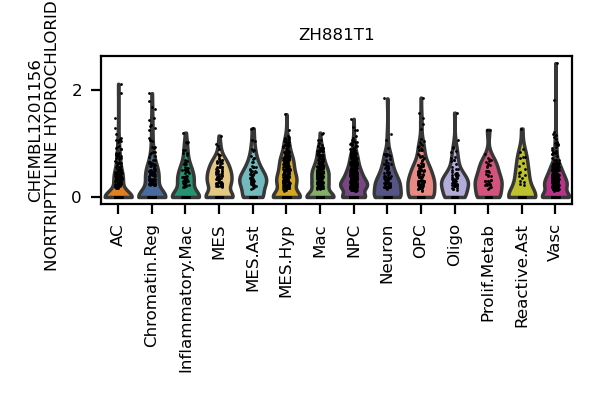 ZH881T1
CHEMBL1201156
NORTRIPTYLINE HYDROCHLORID
2
0
AC
Chromatin.Reg
Inflammatory.Mac
MES
MES.Ast
MES.Hyp
Mac
NPC
Neuron
OPC
Oligo
Prolif.Metab
Reactive.Ast
Vasc